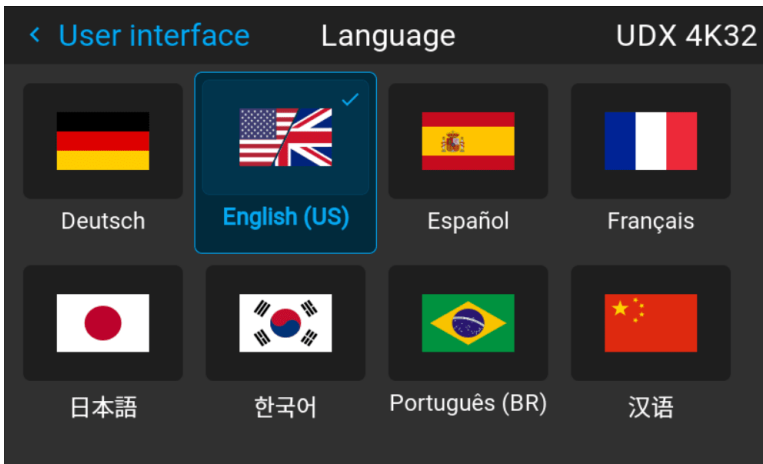 User interface Language UDX 4K32
Deutsch English (US) Español Français
日本語 한국어 Português (BR) 汉语